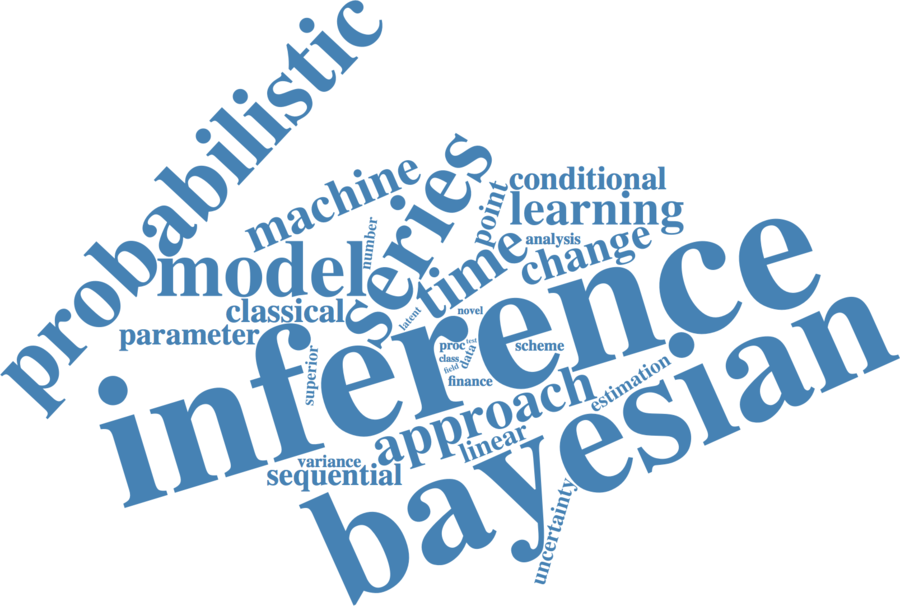 probabilistic
machine
series
point
conditional
learning
number
analysis
model
time
change
classical
latent
novel
parameter
inference
superior
proc
test
data
class
field
finance
scheme
approach
estimation
linear
variance
sequential
bayesian
uncertainty